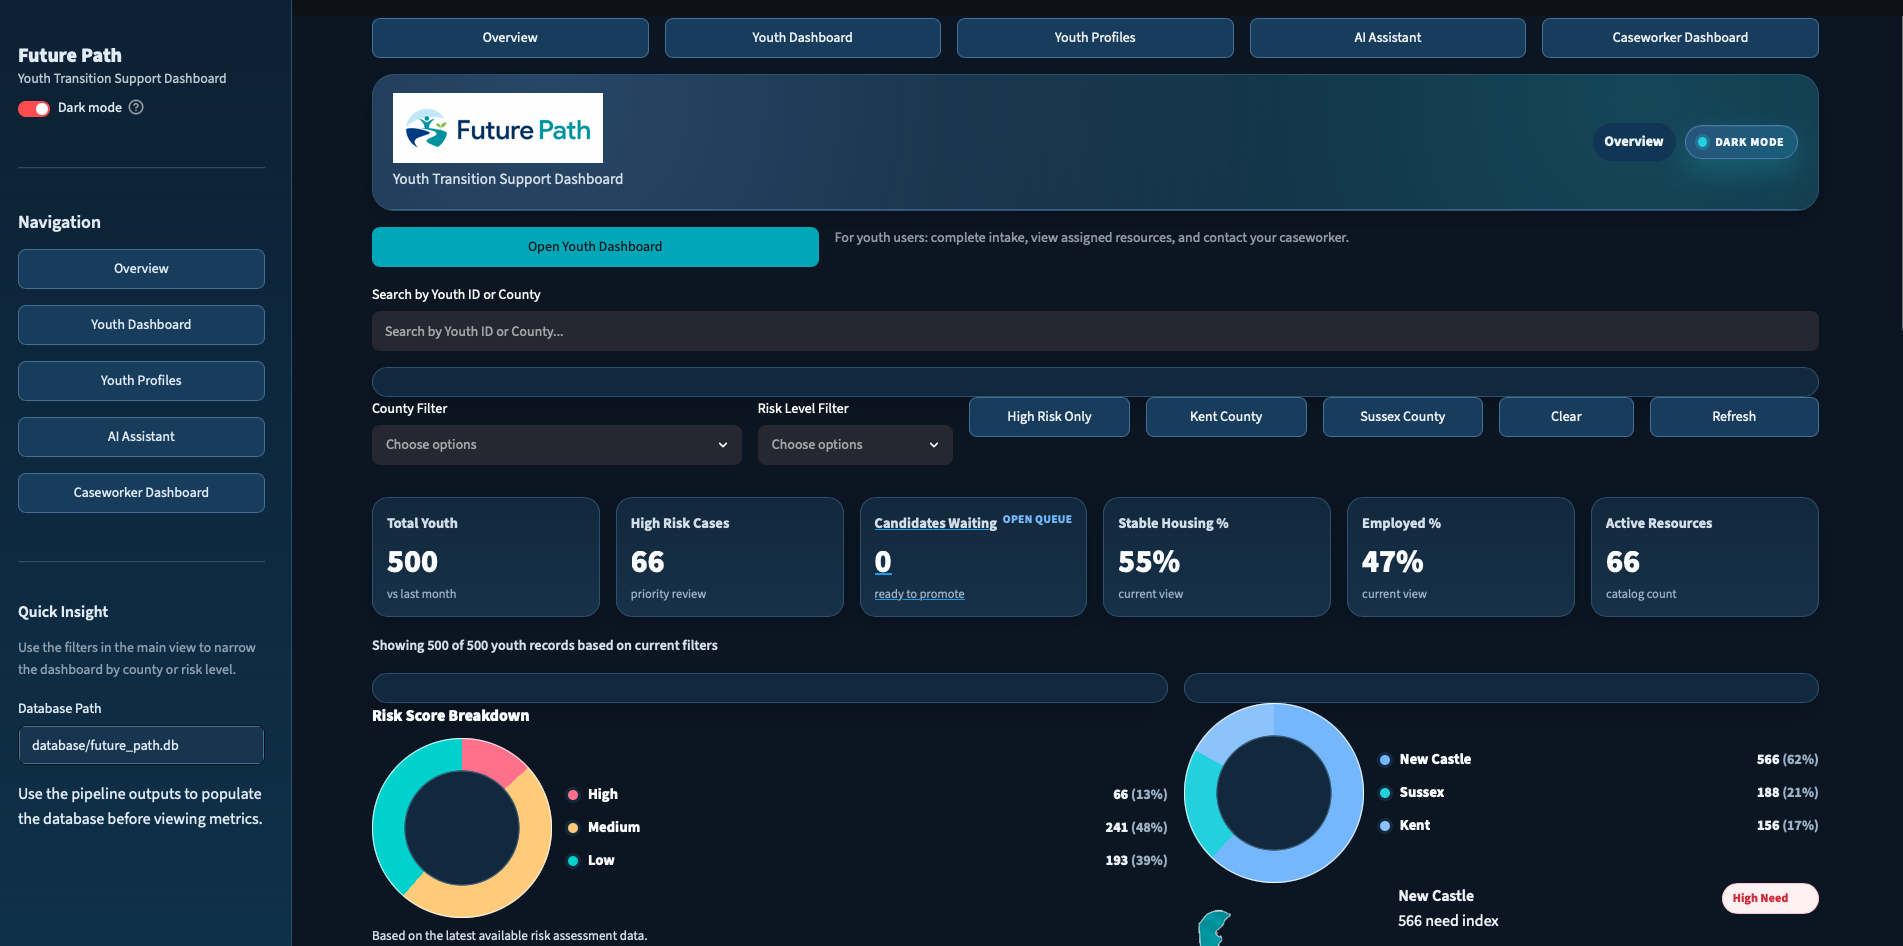 Future Path
Youth Transition Support Dashboard
Dark mode
Navigation
Overview
Youth Dashboard
Youth Profiles
AI Assistant
Caseworker Dashboard
Quick Insight
Use the filters in the main view to narrow
the dashboard by county or risk level.
Database Path
database/future_path.db
Use the pipeline outputs to populate
the database before viewing metrics.
Overview
Youth Dashboard
Youth Profiles
AI Assistant
Caseworker Dashboard
Future Path
Youth Transition Support Dashboard
Overview
DARK MODE
Open Youth Dashboard
For youth users: complete intake, view assigned resources, and contact your caseworker.
Search by Youth ID or County
Search by Youth ID or County...
County Filter
Choose options
Risk Level Filter
Choose options
High Risk Only
Kent County
Sussex County
Clear
Refresh
Total Youth
500
vs last month
High Risk Cases
66
priority review
Candidates Waiting OPEN QUEUE
0
ready to promote
Stable Housing %
55%
current view
Employed %
47%
current view
Active Resources
66
catalog count
Showing 500 of 500 youth records based on current filters
Risk Score Breakdown
High 66 (13%)
Medium 241 (48%)
Low 193 (39%)
Based on the latest available risk assessment data.
New Castle 566 (62%)
Sussex 188 (21%)
Kent 156 (17%)
New Castle
566 need index
High Need